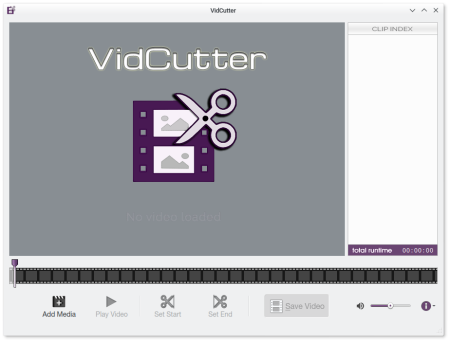 VidCutter
CLIP INDEX
VidCutter
No video loaded
total runtime 00:00:00
Add Media Play Video Set Start Set End Save Video